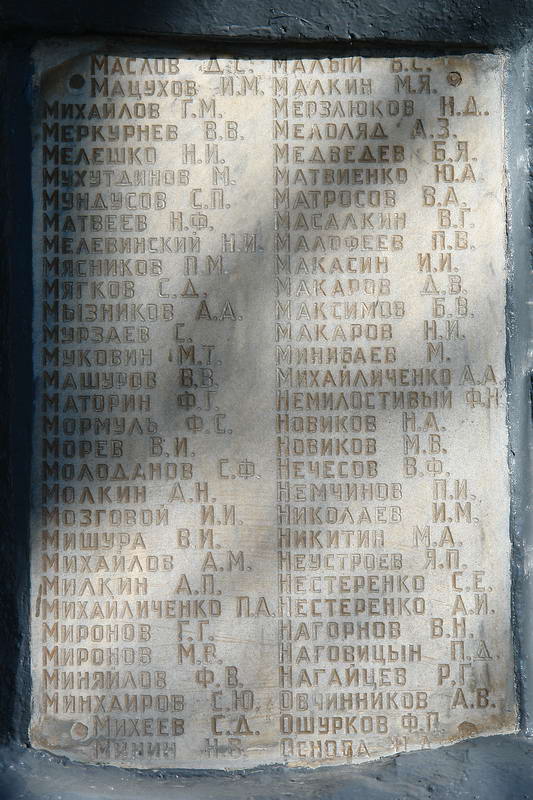 Маслов Д.С.
Мацухов И.М.
Михайлов Г.М.
Меркурнев В.В.
Мелешко Н.И.
Мухутдинов М.
Мундусов С.П.
Матвеев Н.Ф.
Мелевинский Н.И.
Мясников П.М.
Мягков С.Д.
Мызников А.А.
Мурзаев С.
Муковин М.Т.
Машуров В.В.
Маторин Ф.Г.
Мормуль Ф.С.
Морев В.И.
Молоданов С.Ф.
Молкин А.Н.
Мозговой И.И.
Мишура В.И.
Михайлов А.М.
Милкин А.П.
Михайличенко П.А.
Миронов Г.Г.
Миронов М.В.
Миняйлов Ф.В.
Минхаиров С.Ю.
Михеев С.Д.
Минин Н.В.
Малый В.С.
Малкин М.Я.
Мерзлюков Н.Д.
Мелоляд А.З.
Медведев Б.Я.
Матвиенко Ю.А.
Матросов В.А.
Масалкин В.Г.
Малофеев П.В.
Макасин И.И.
Макаров Д.В.
Максимов Б.В.
Макаров Н.И.
Минибаев М.
Михайличенко А.А.
Немилостивый Ф.Н.
Новиков Н.А.
Новиков М.В.
Нечесов В.Ф.
Немчинов П.И.
Николаев И.М.
Никитин М.А.
Неустроев Я.П.
Нестеренко С.Е.
Нестеренко А.И.
Нагорнов В.Н.
Наговицын П.Д.
Нагайцев Р.Г.
Овчинников А.В.
Ошурков Ф.П.